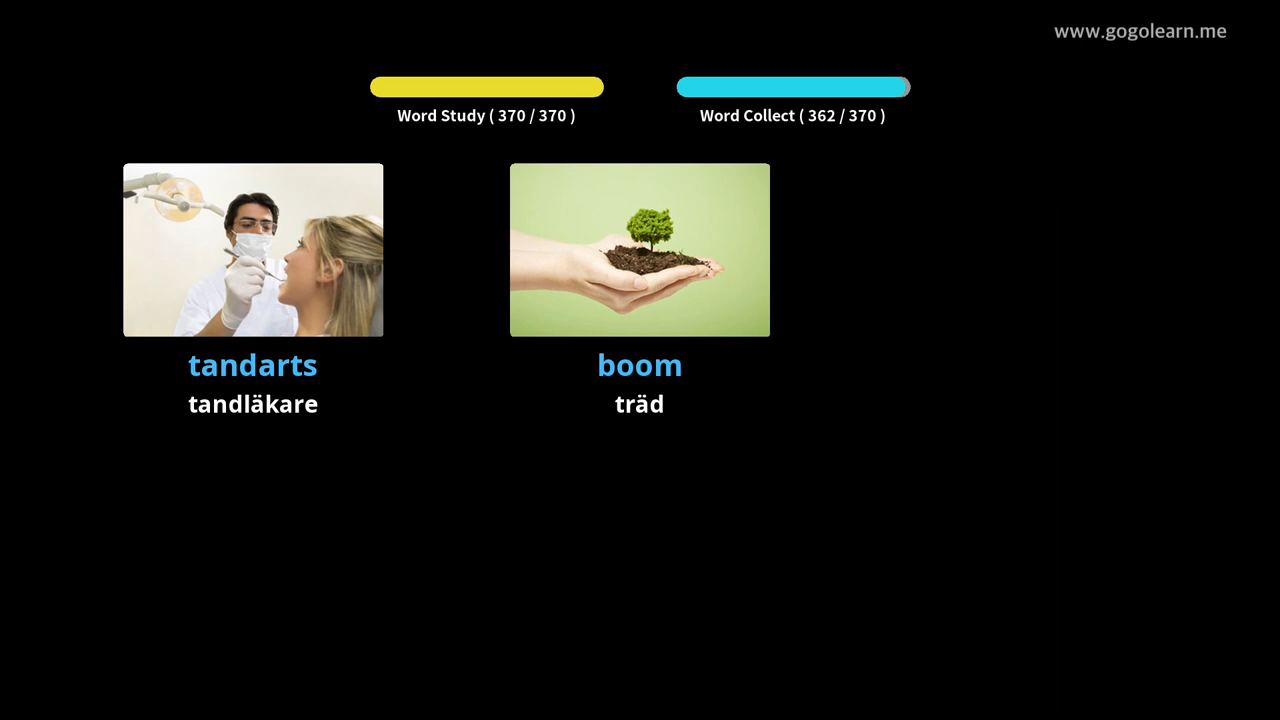 www.gogolearn.me
Word Study ( 370 / 370 )
Word Collect ( 362 / 370 )
tandarts
tandläkare
boom
träd